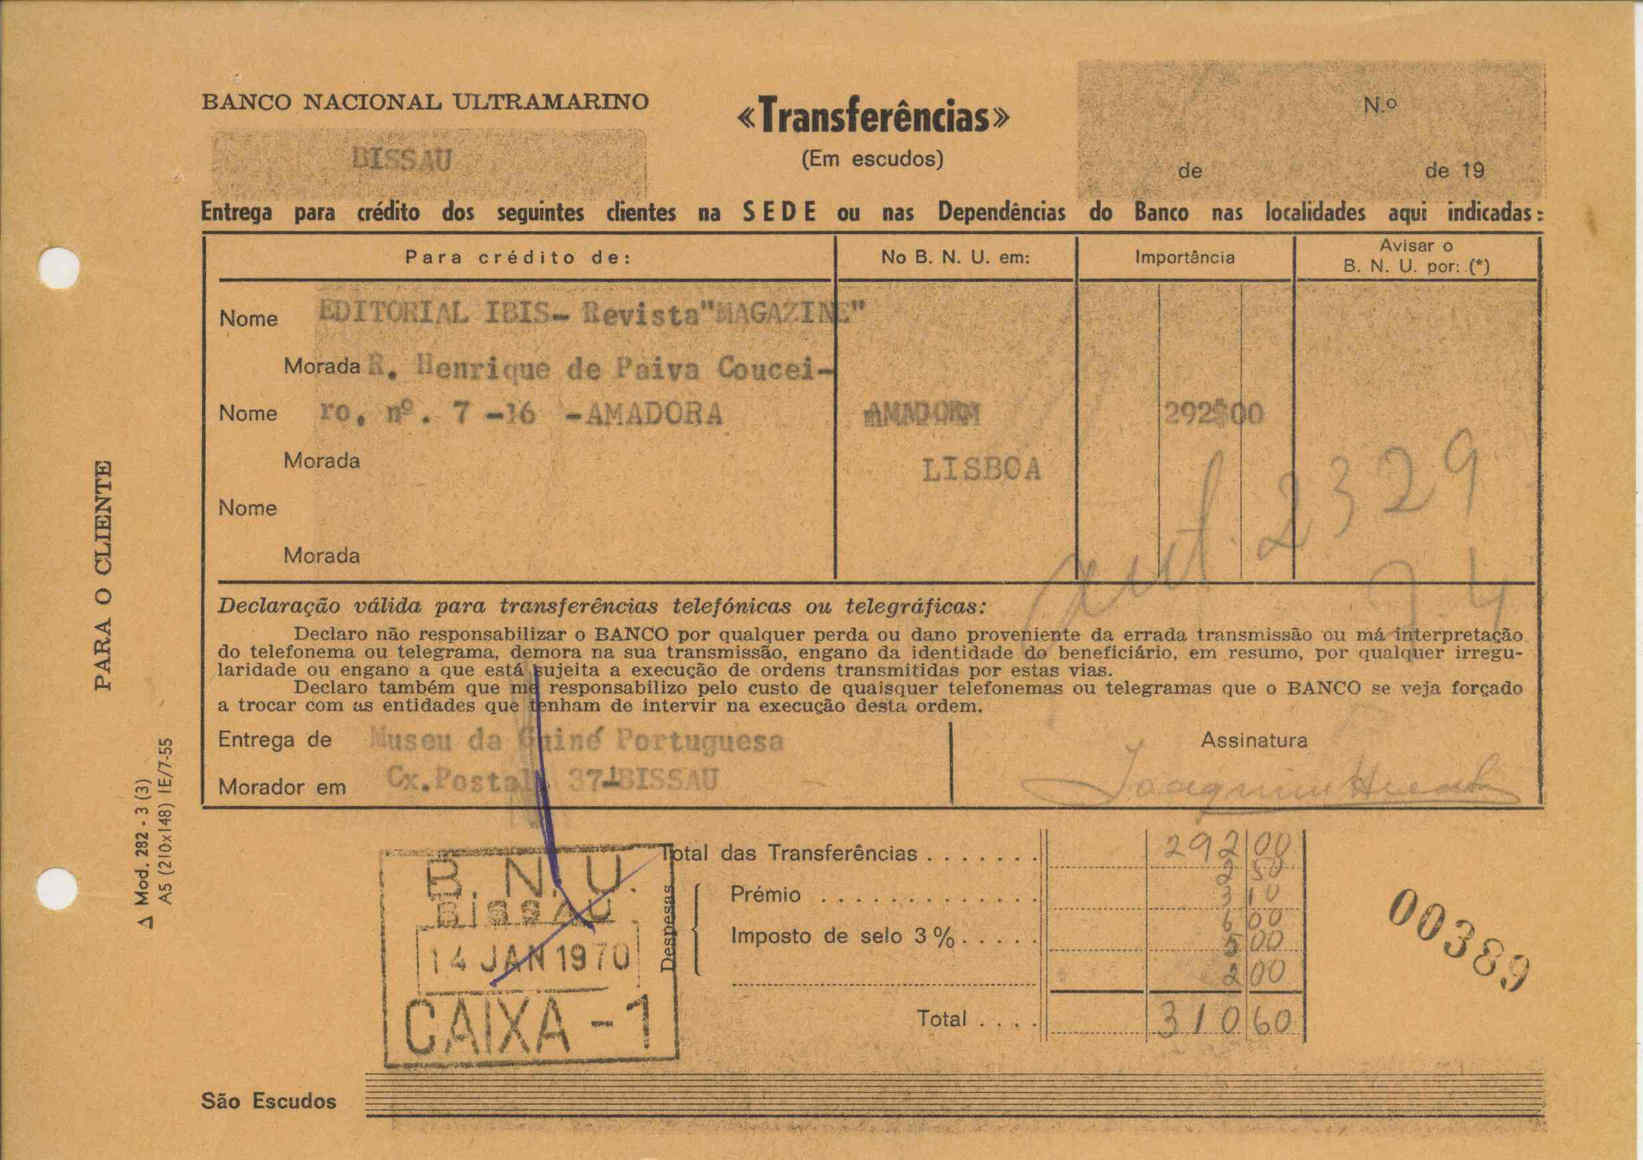 BANCO NACIONAL ULTRAMARINO
«Transferências»
(Em escudos)
N.º
BISSAU
de de 19
Entrega para crédito dos seguintes clientes na SEDE ou nas Dependências do Banco nas localidades aqui indicadas:
Para crédito de: No B. N. U. em: Importância Avisar o B. N. U. por: (*)
Nome EDITORIAL IBIS- Revista"MAGAZINE"
Morada R. Henrique de Paiva Coucei-
Nome ro, nº. 7 -16 -AMADORA AMADORA 292$00
Morada LISBOA
Nome
Morada
aut. 2329
Declaração válida para transferências telefónicas ou telegráficas:
Declaro não responsabilizar o BANCO por qualquer perda ou dano proveniente da errada transmissão ou má interpretação
do telefonema ou telegrama, demora na sua transmissão, engano da identidade do beneficiário, em resumo, por qualquer irregu-
laridade ou engano a que está sujeita a execução de ordens transmitidas por estas vias.
Declaro também que me responsabilizo pelo custo de quaisquer telefonemas ou telegramas que o BANCO se veja forçado
a trocar com as entidades que tenham de intervir na execução desta ordem.
Entrega de Museu da Guiné Portuguesa
Assinatura
Morador em Cx.Postal 37-BISSAU
Joaquim
Total das Transferências 292 00
2 50
Despesas
Prémio 3 10
6 00
Imposto de selo 3% 5 00
2 00
Total 310 60
B. N. U.
BISSAU
14 JAN 1970
CAIXA - 1
00389
São Escudos
PARA O CLIENTE
Δ Mod. 282 - 3 (3)
A5 (210x148) IE/7-55